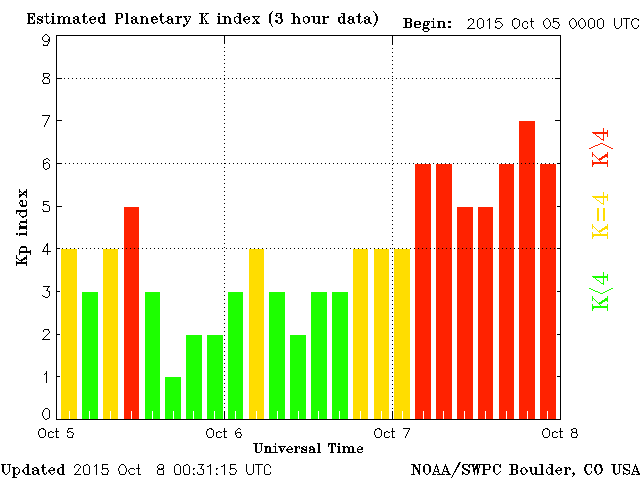 Estimated Planetary K index (3 hour data) Begin: 2015 Oct 05 0000 UTC
9
8
7
6
5
4
3
2
1
0
Kp index
K>4
K=4
K<4
Oct 5 Oct 6 Oct 7 Oct 8
Universal Time
Updated 2015 Oct 8 00:31:15 UTC NOAA/SWPC Boulder, CO USA